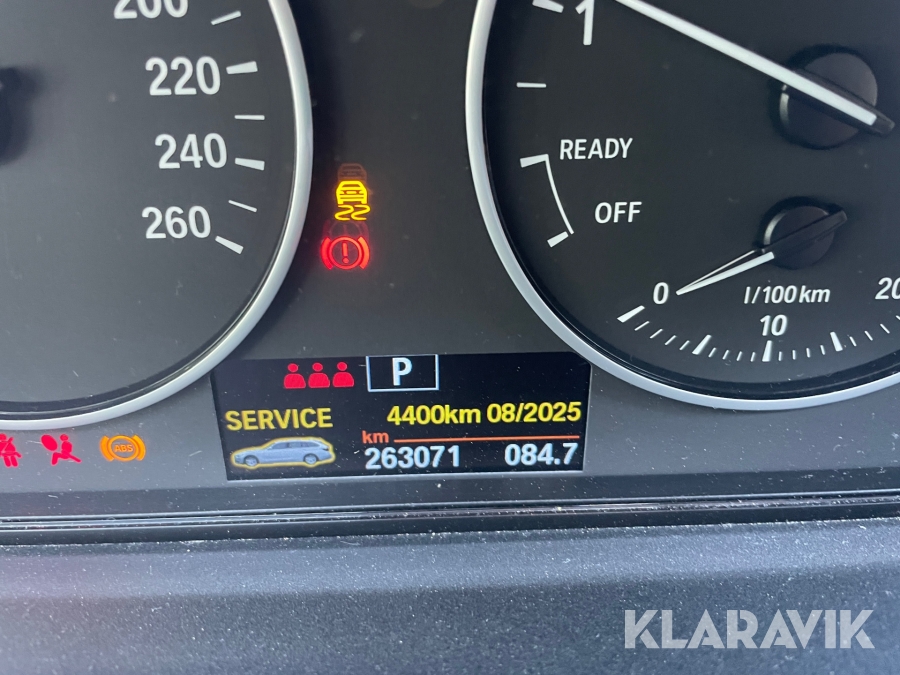 200
220
240
260
1
READY
OFF
0
l/100km
10
20
P
SERVICE
4400km 08/2025
km
263071
084.7
ABS
KLARAVIK